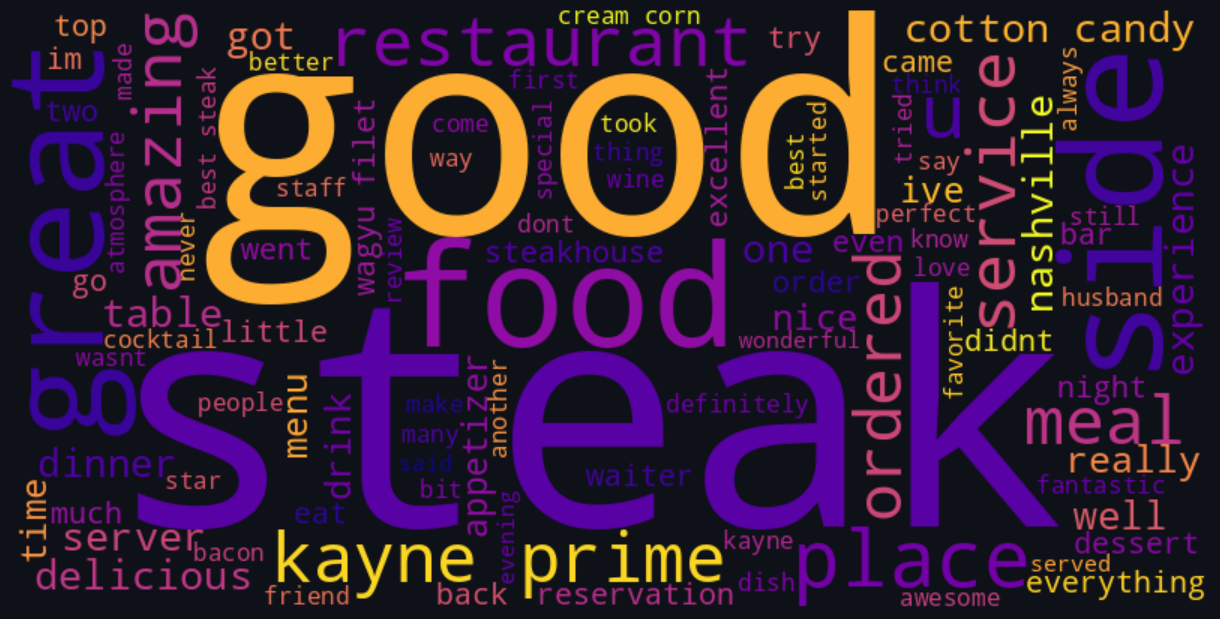 top
im
amazing
got
better
restaurant
cream corn
try
cotton candy
came
think
always
great
two
made
atmosphere
best steak
good
first
filet
come
way
special
took
thing
wine
excellent
best
started
tried
u
say
ive
service
nashville
side
staff
went
never
wagyu
review
dont
steakhouse
one
even
perfect
know
love
still
bar
experience
go
table
cocktail
little
wasnt
food
order
nice
wonderful
ordered
favorite
didnt
husband
steak
people
menu
drink
make
many
said
bit
appetizer
another
definitely
waiter
night
meal
really
fantastic
dinner
star
time
much
server
bacon
delicious
eat
kayne prime
evening
kayne
place
well
dessert
served
everything
friend
back
reservation
dish
awesome